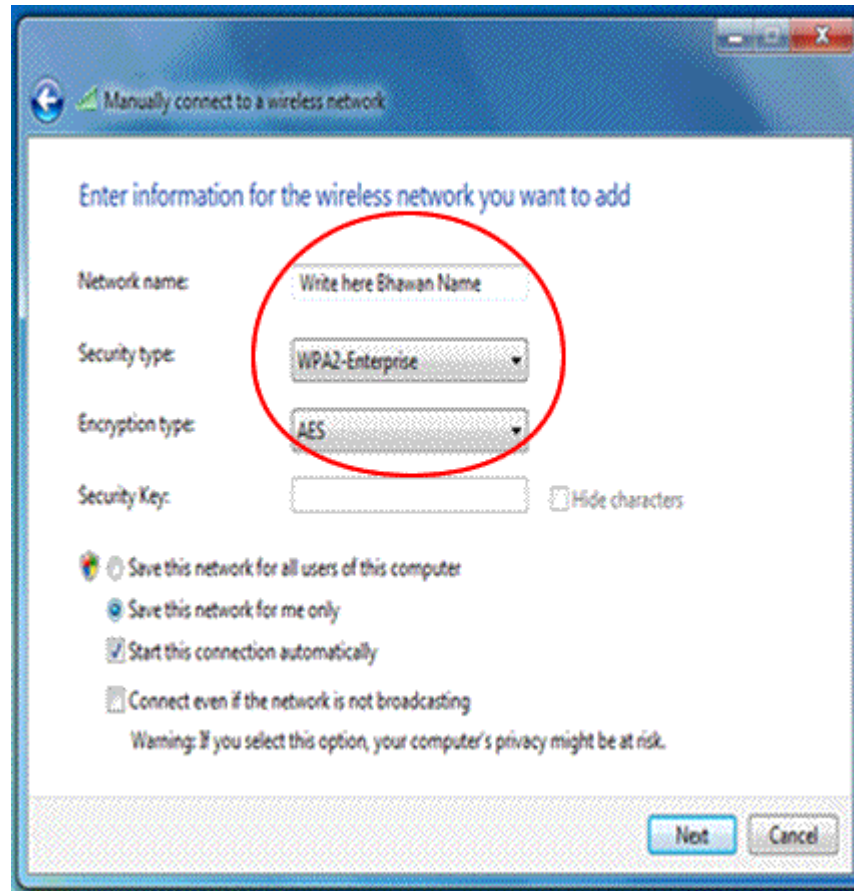 Manually connect to a wireless network
Enter information for the wireless network you want to add
Network name: Write here Bhawan Name
Security type: WPA2-Enterprise
Encryption type: AES
Security Key: Hide characters
Save this network for all users of this computer
Save this network for me only
Start this connection automatically
Connect even if the network is not broadcasting
Warning: If you select this option, your computer's privacy might be at risk.
Next Cancel